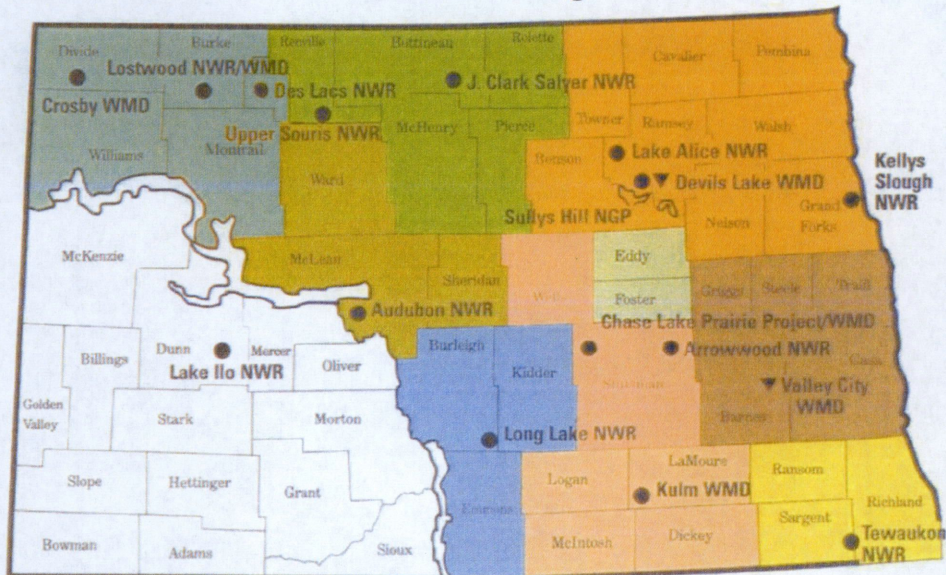 Divide
Burke
Renville
Bottineau
Rolette
Cavalier
Pembina
Lostwood NWR/WMD
Des Lacs NWR
J. Clark Salyer NWR
Crosby WMD
Upper Souris NWR
McHenry
Pierce
Towner
Ramsey
Walsh
Williams
Mountrail
Ward
Benson
Lake Alice NWR
Devils Lake WMD
Kellys
Slough
NWR
Sullys Hill NGP
Nelson
Grand
Forks
McKenzie
McLean
Sheridan
Wells
Eddy
Foster
Griggs
Steele
Traill
Audubon NWR
Chase Lake Prairie Project/WMD
Billings
Dunn
Mercer
Oliver
Lake Ilo NWR
Burleigh
Kidder
Stutsman
Arrowwood NWR
Cass
Valley City
WMD
Barnes
Golden
Valley
Stark
Morton
Long Lake NWR
Slope
Hettinger
Grant
Emmons
Logan
LaMoure
Kulm WMD
Ransom
Richland
Sargent
Bowman
Adams
Sioux
McIntosh
Dickey
Tewaukon
NWR